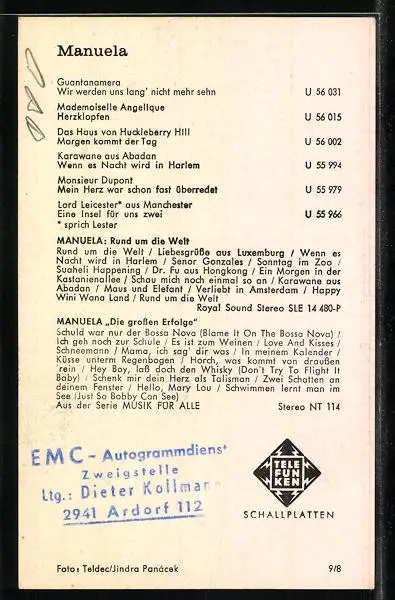 Manuela
Guantanamera
Wir werden uns lang' nicht mehr sehn U 56 031
Mademoiselle Angelique
Herzklopfen U 56 015
Das Haus von Huckleberry Hill
Morgen kommt der Tag U 56 002
Karawane aus Abadan
Wenn es Nacht wird in Harlem U 55 994
Monsieur Dupont
Mein Herz war schon fast überredet U 55 979
Lord Leicester* aus Manchester
Eine Insel für uns zwei U 55 966
* sprich Lester
MANUELA: Rund um die Welt
Rund um die Welt / Liebesgrüße aus Luxemburg / Wenn es
Nacht wird in Harlem / Senor Gonzales / Sonntag im Zoo /
Suaheli Happening / Dr. Fu aus Hongkong / Ein Morgen in der
Kastanienallee / Schau mich noch einmal so an / Karawane aus
Abadan / Maus und Elefant / Verliebt in Amsterdam / Happy
Wini Wana Land / Rund um die Welt
Royal Sound Stereo SLE 14 480-P
MANUELA „Die großen Erfolge"
Schuld war nur der Bossa Nova (Blame It On The Bossa Nova) /
Ich geh noch zur Schule / Es ist zum Weinen / Love And Kisses /
Schneemann / Mama, ich sag' dir was / In meinem Kalender /
Küsse unterm Regenbogen / Horch, was kommt von draußen
'rein / Hey Boy, laß doch den Whisky (Don't Try To Flight It
Baby) / Schenk mir dein Herz als Talisman / Zwei Schatten an
deinem Fenster / Hello, Mary Lou / Schwimmen lernt man im
See (Just So Bobby Can See)
Aus der Serie MUSIK FÜR ALLE Stereo NT 114
EMC - Autogrammdienst
Zweigstelle
Ltg.: Dieter Kollmann
2941 Ardorf 112
TELE
FUN
KEN
SCHALLPLATTEN
Foto: Teldec/Jindra Panácek 9/8